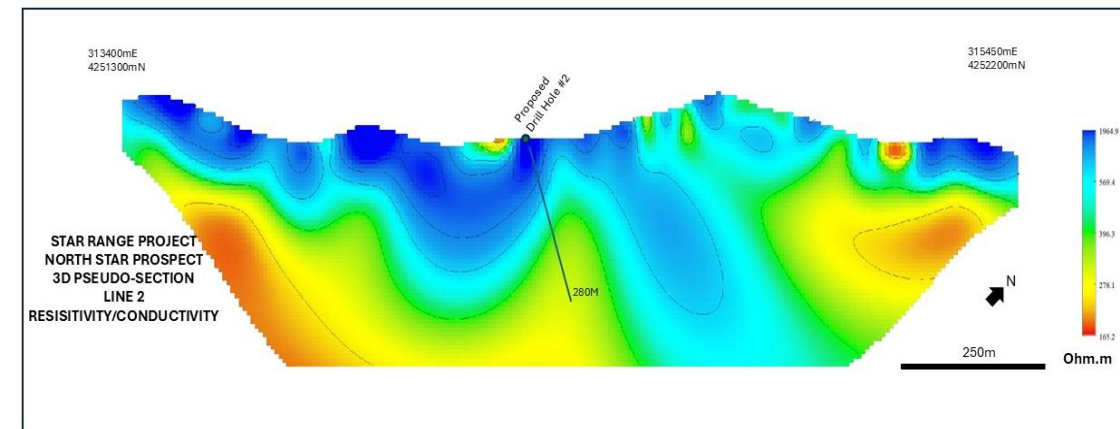 313400mE
4251300mN
315450mE
4252200mN
Proposed
Drill Hole #2
1964.9
569.4
396.3
278.1
165.2
Ohm.m
STAR RANGE PROJECT
NORTH STAR PROSPECT
3D PSEUDO-SECTION
LINE 2
RESISITIVITY/CONDUCTIVITY
280M
N
250m